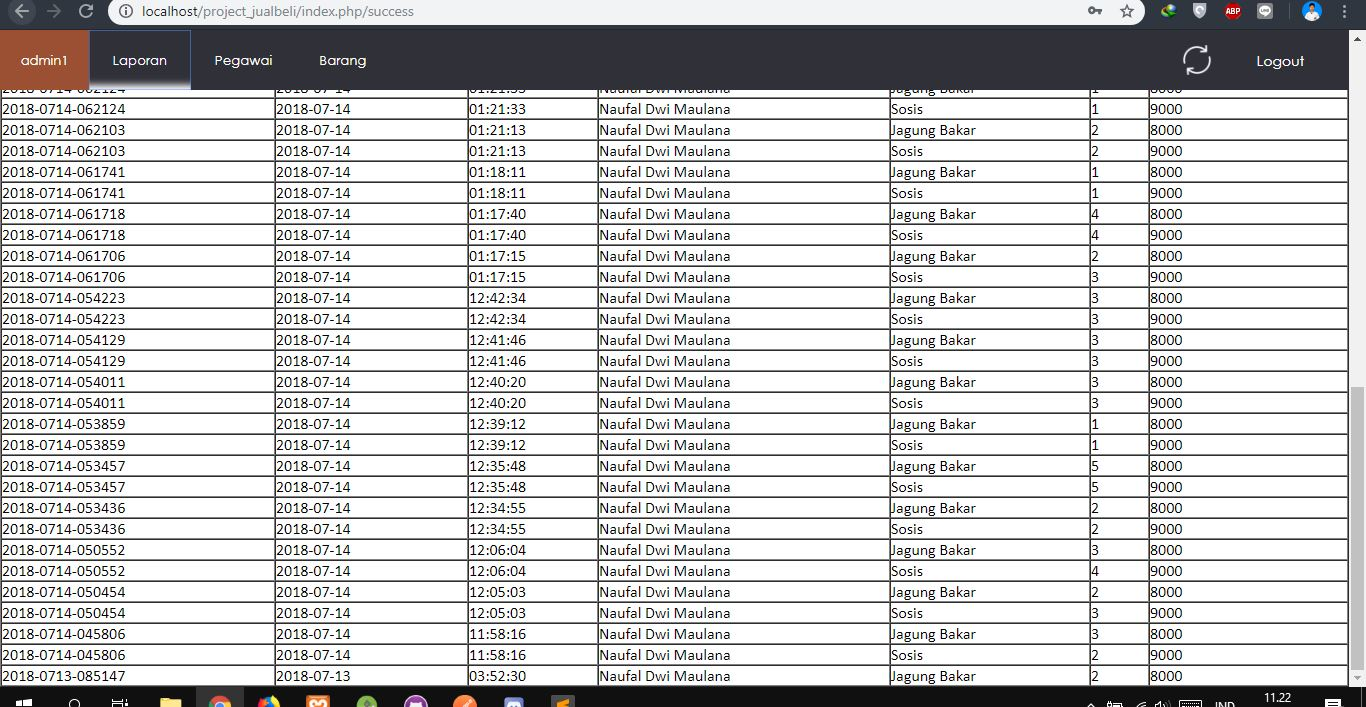 localhost/project_jualbeli/index.php/success
ABP
admin1 Laporan Pegawai Barang Logout
2018-0714-062124 2018-07-14 01:21:33 Naufal Dwi Maulana Jagung Bakar 1 8000
2018-0714-062124 2018-07-14 01:21:33 Naufal Dwi Maulana Sosis 1 9000
2018-0714-062103 2018-07-14 01:21:13 Naufal Dwi Maulana Jagung Bakar 2 8000
2018-0714-062103 2018-07-14 01:21:13 Naufal Dwi Maulana Sosis 2 9000
2018-0714-061741 2018-07-14 01:18:11 Naufal Dwi Maulana Jagung Bakar 1 8000
2018-0714-061741 2018-07-14 01:18:11 Naufal Dwi Maulana Sosis 1 9000
2018-0714-061718 2018-07-14 01:17:40 Naufal Dwi Maulana Jagung Bakar 4 8000
2018-0714-061718 2018-07-14 01:17:40 Naufal Dwi Maulana Sosis 4 9000
2018-0714-061706 2018-07-14 01:17:15 Naufal Dwi Maulana Jagung Bakar 2 8000
2018-0714-061706 2018-07-14 01:17:15 Naufal Dwi Maulana Sosis 3 9000
2018-0714-054223 2018-07-14 12:42:34 Naufal Dwi Maulana Jagung Bakar 3 8000
2018-0714-054223 2018-07-14 12:42:34 Naufal Dwi Maulana Sosis 3 9000
2018-0714-054129 2018-07-14 12:41:46 Naufal Dwi Maulana Jagung Bakar 3 8000
2018-0714-054129 2018-07-14 12:41:46 Naufal Dwi Maulana Sosis 3 9000
2018-0714-054011 2018-07-14 12:40:20 Naufal Dwi Maulana Jagung Bakar 3 8000
2018-0714-054011 2018-07-14 12:40:20 Naufal Dwi Maulana Sosis 3 9000
2018-0714-053859 2018-07-14 12:39:12 Naufal Dwi Maulana Jagung Bakar 1 8000
2018-0714-053859 2018-07-14 12:39:12 Naufal Dwi Maulana Sosis 1 9000
2018-0714-053457 2018-07-14 12:35:48 Naufal Dwi Maulana Jagung Bakar 5 8000
2018-0714-053457 2018-07-14 12:35:48 Naufal Dwi Maulana Sosis 5 9000
2018-0714-053436 2018-07-14 12:34:55 Naufal Dwi Maulana Jagung Bakar 2 8000
2018-0714-053436 2018-07-14 12:34:55 Naufal Dwi Maulana Sosis 2 9000
2018-0714-050552 2018-07-14 12:06:04 Naufal Dwi Maulana Jagung Bakar 3 8000
2018-0714-050552 2018-07-14 12:06:04 Naufal Dwi Maulana Sosis 4 9000
2018-0714-050454 2018-07-14 12:05:03 Naufal Dwi Maulana Jagung Bakar 2 8000
2018-0714-050454 2018-07-14 12:05:03 Naufal Dwi Maulana Sosis 3 9000
2018-0714-045806 2018-07-14 11:58:16 Naufal Dwi Maulana Jagung Bakar 3 8000
2018-0714-045806 2018-07-14 11:58:16 Naufal Dwi Maulana Sosis 2 9000
2018-0713-085147 2018-07-13 03:52:30 Naufal Dwi Maulana Jagung Bakar 2 8000
IND 11.22